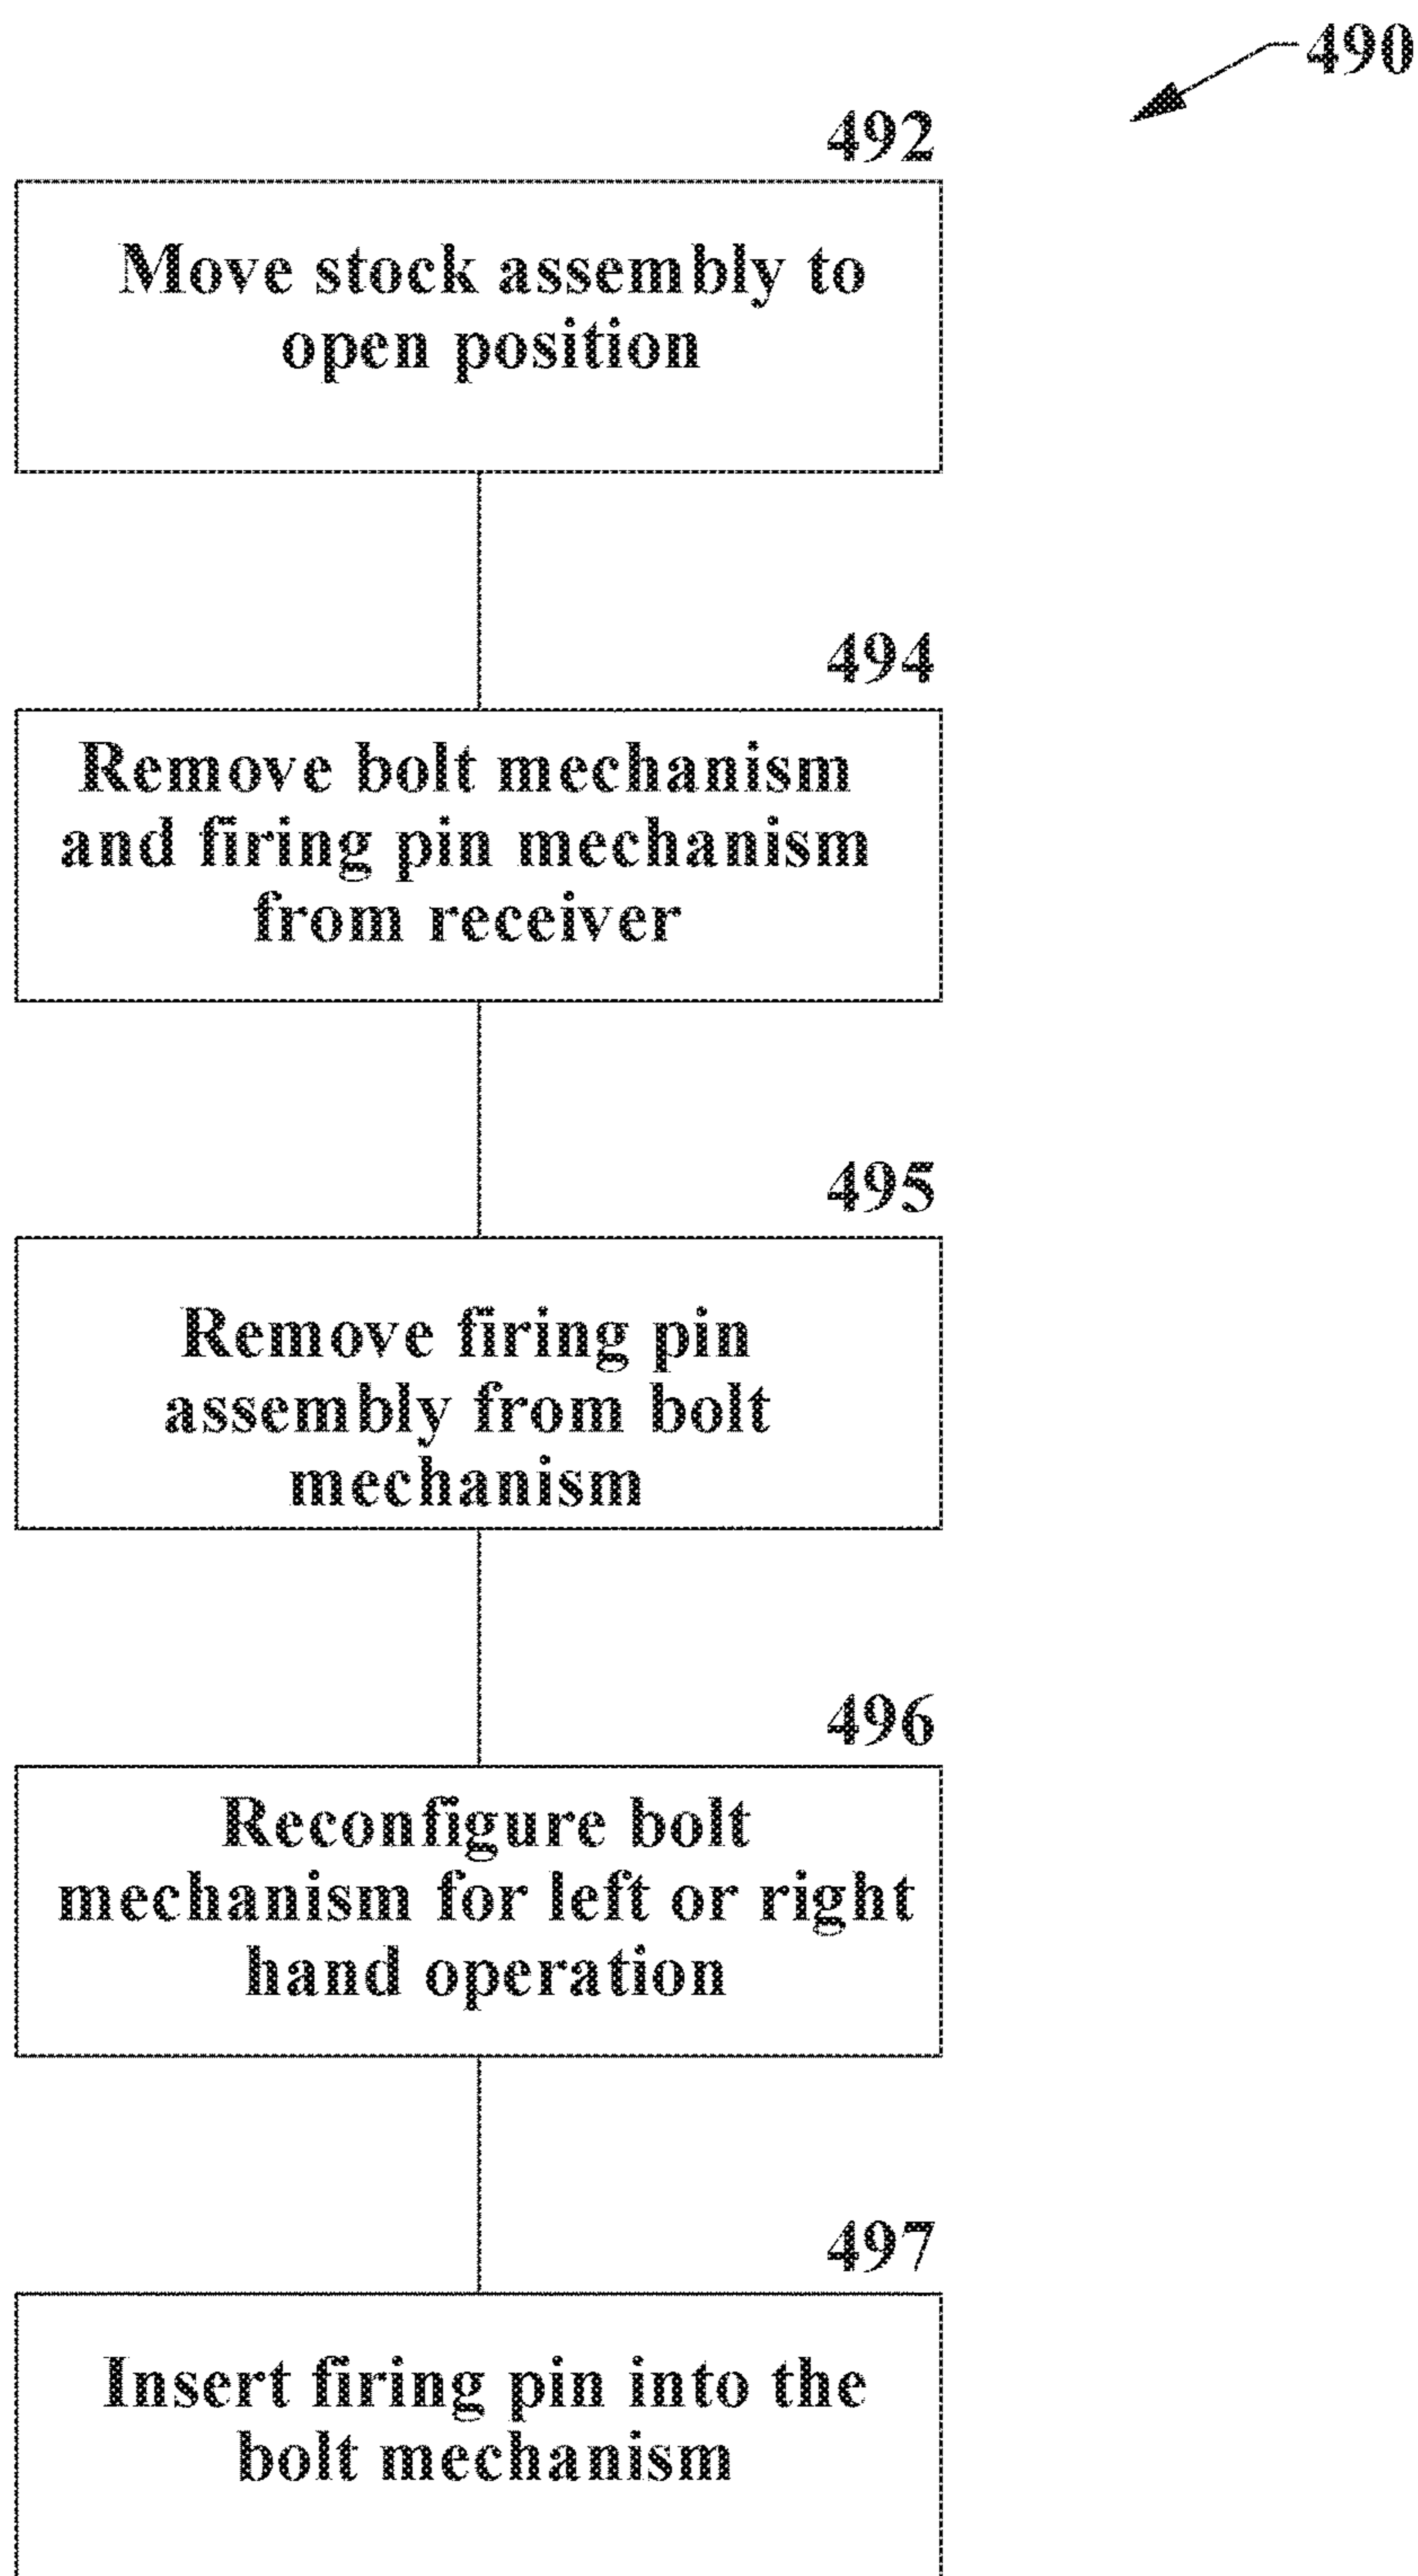 490
492
Move stock assembly to
open position
494
Remove bolt mechanism
and firing pin mechanism
from receiver
495
Remove firing pin
assembly from bolt
mechanism
496
Reconfigure bolt
mechanism for left or right
hand operation
497
Insert firing pin into the
bolt mechanism